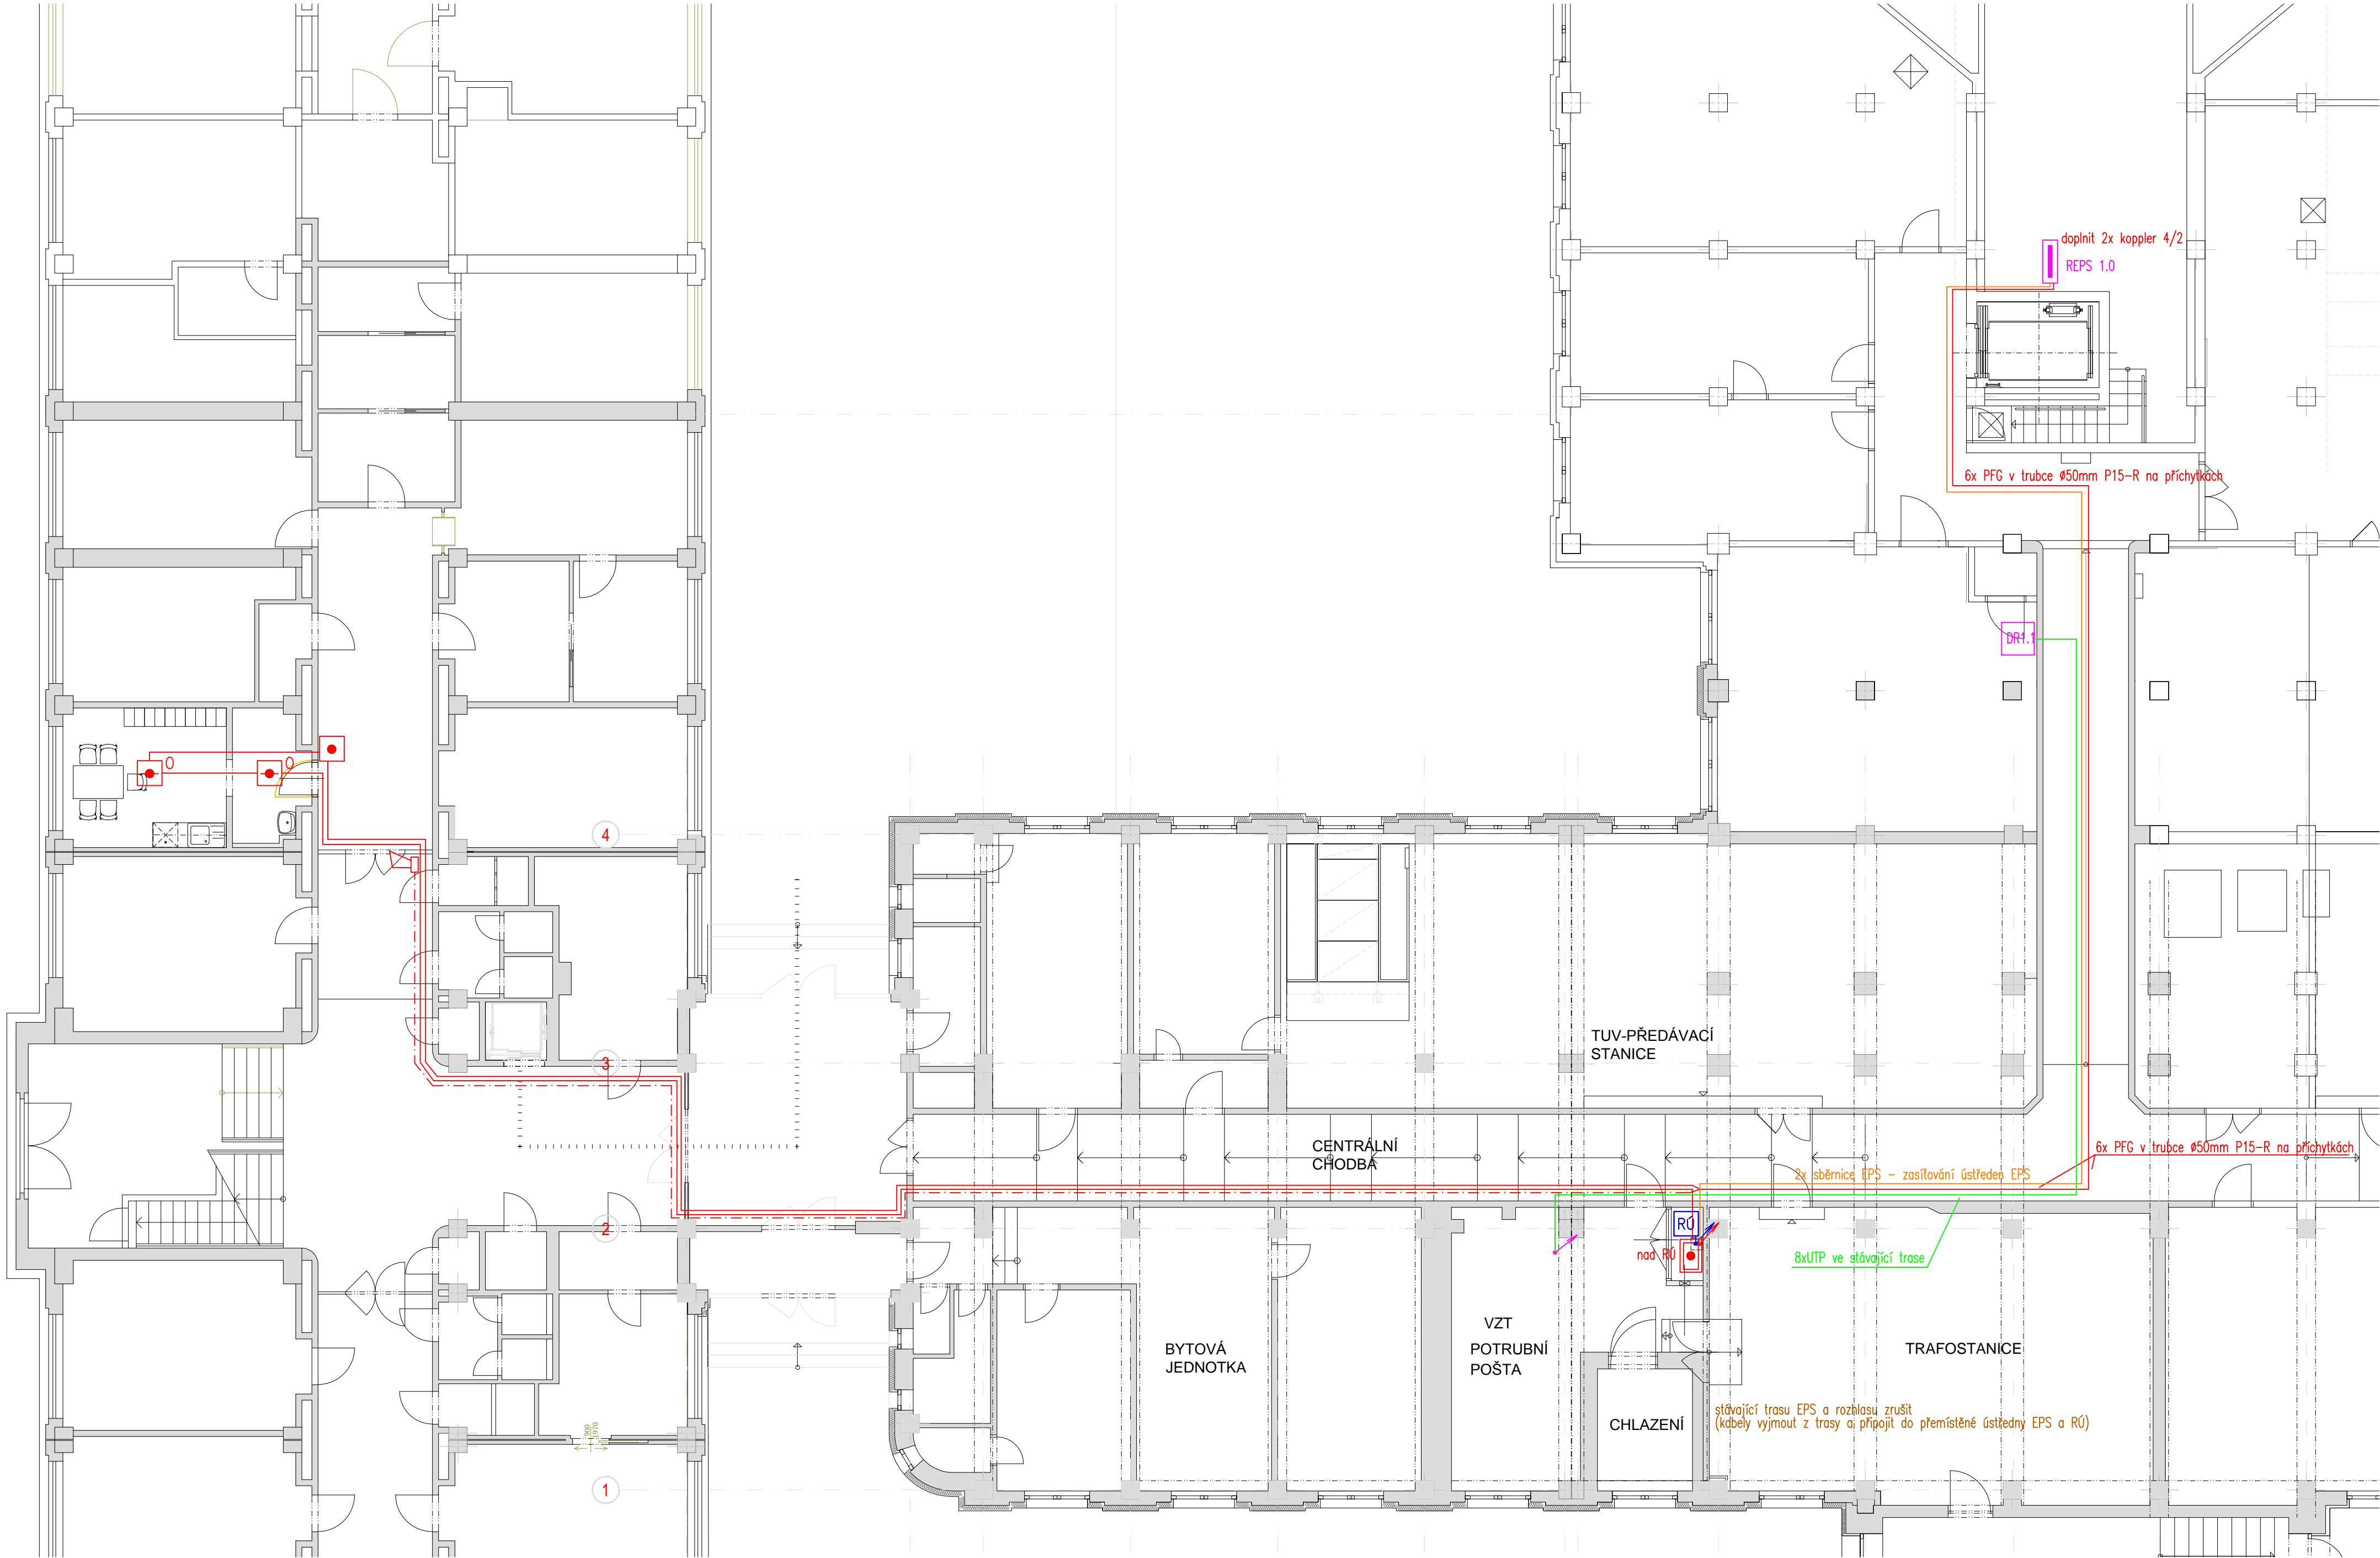 doplnit 2x koppler 4/2
REPS 1.0
6x PFG v trubce ø50mm P15-R na příchytkách
DR1.1
O
O
4
3
2
1
TUV-PŘEDÁVACÍ
STANICE
CENTRÁLNÍ
CHODBA
6x PFG v trubce ø50mm P15-R na příchytkách
2x sběrnice EPS - zasíťování ústředen EPS
RÚ
nad RÚ
8xUTP ve stávající trase
VZT
POTRUBNÍ
POŠTA
BYTOVÁ
JEDNOTKA
TRAFOSTANICE
CHLAZENÍ
stávající trasu EPS a rozhlasu zrušit
(kabely vyjmout z trasy a připojit do přemístěné ústředny EPS a RÚ)
900
1970